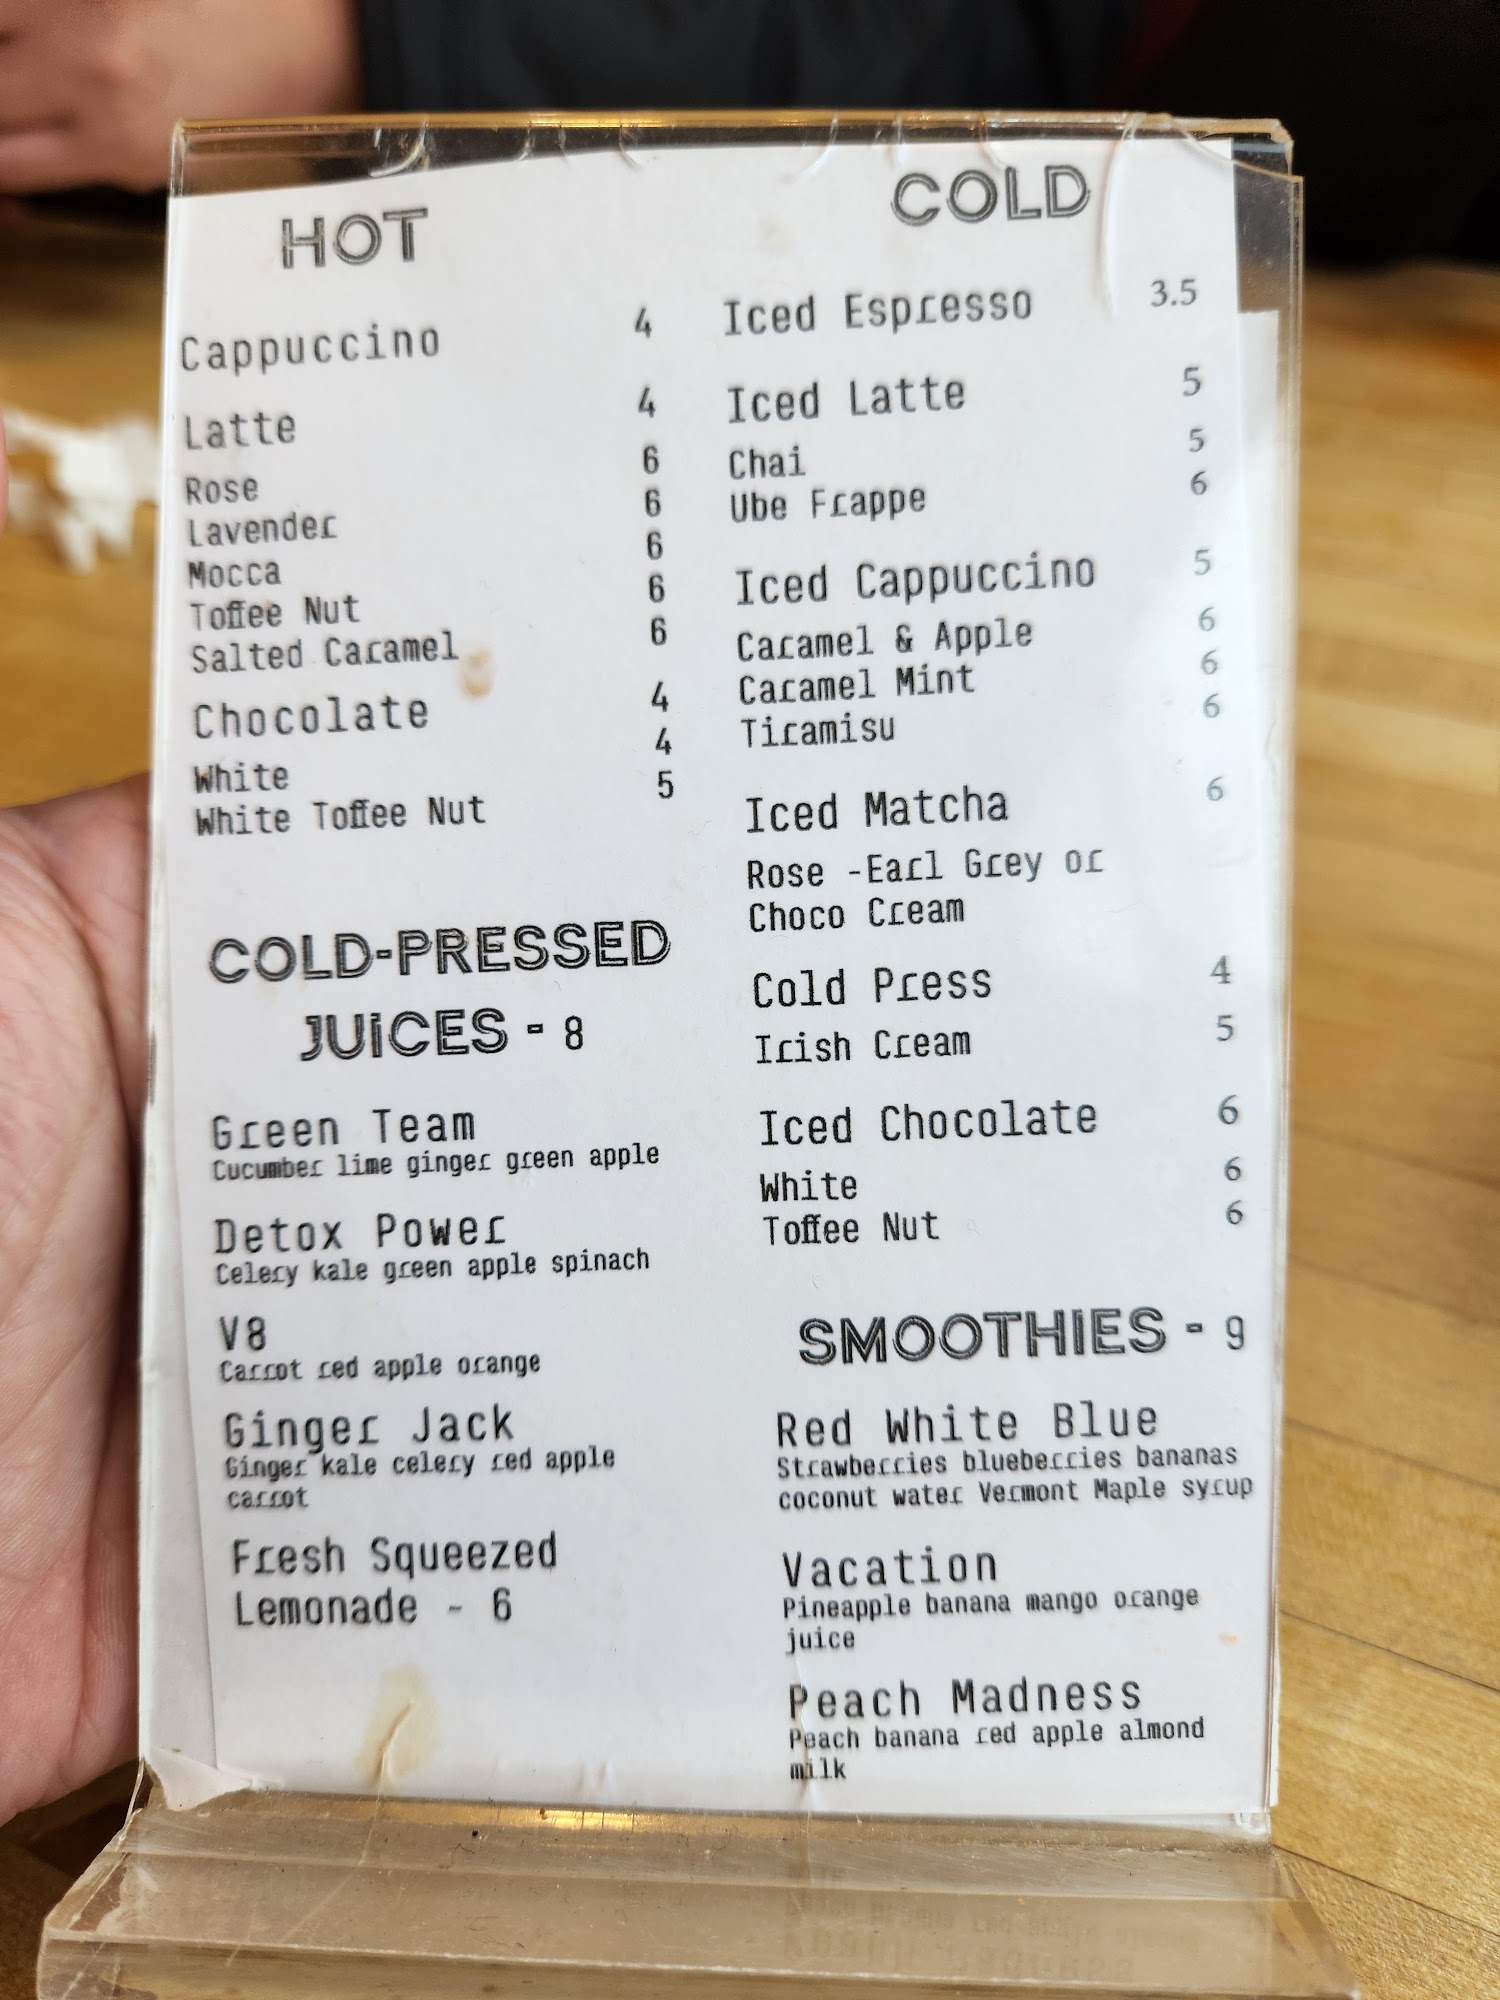 HOT
Cappuccino 4
Latte 4
Rose 6
Lavender 6
Mocca 6
Toffee Nut 6
Salted Caramel 6
Chocolate 4
White 4
White Toffee Nut 5
COLD-PRESSED
JUiCES - 8
Green Team
Cucumber lime ginger green apple
Detox Power
Celery kale green apple spinach
V8
Carrot red apple orange
Ginger Jack
Ginger kale celery red apple
carrot
Fresh Squeezed
Lemonade - 6
COLD
Iced Espresso 3.5
Iced Latte 5
Chai 5
Ube Frappe 6
Iced Cappuccino 5
Caramel & Apple 6
Caramel Mint 6
Tiramisu 6
Iced Matcha 6
Rose -Earl Grey or
Choco Cream
Cold Press 4
Irish Cream 5
Iced Chocolate 6
White 6
Toffee Nut 6
SMOOTHIES - 9
Red White Blue
Strawberries blueberries bananas
coconut water Vermont Maple syrup
Vacation
Pineapple banana mango orange
juice
Peach Madness
Peach banana red apple almond
milk